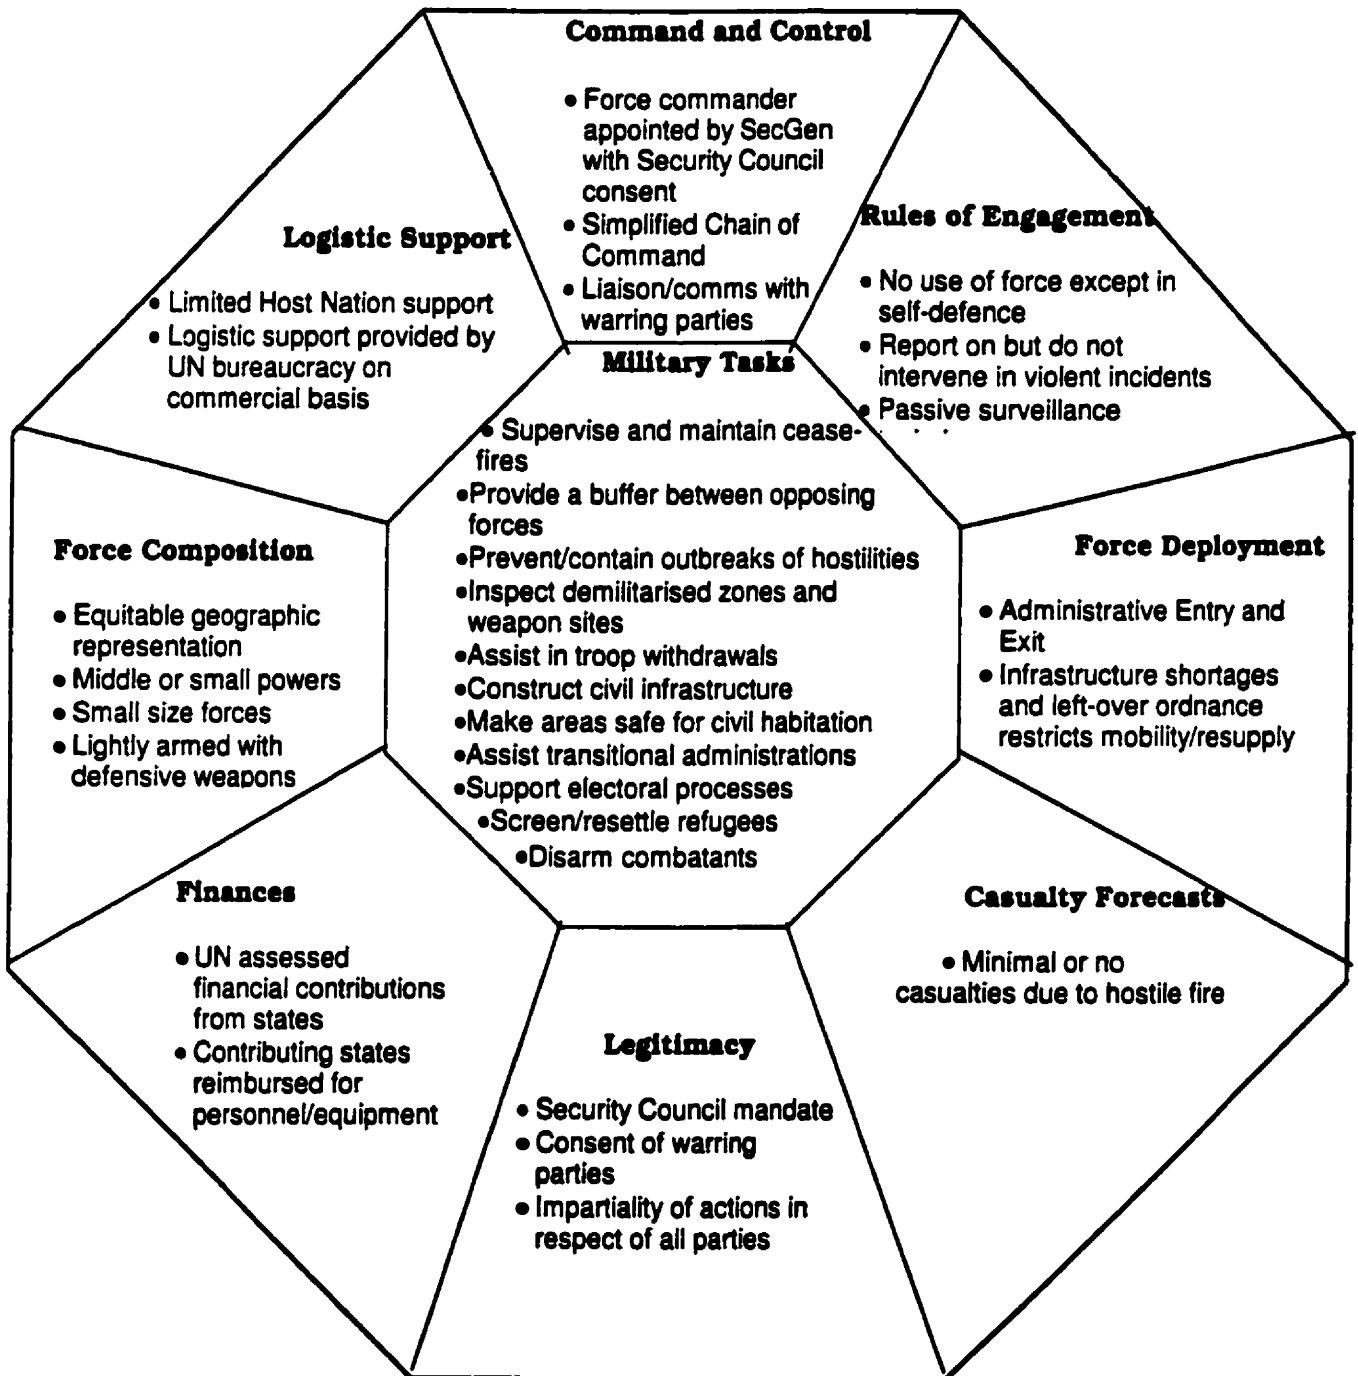 Command and Control
• Force commander
appointed by SecGen
with Security Council
consent
• Simplified Chain of
Command
• Liaison/comms with
warring parties
Logistic Support
• Limited Host Nation support
• Logistic support provided by
UN bureaucracy on
commercial basis
Rules of Engagement
• No use of force except in
self-defence
• Report on but do not
intervene in violent incidents
• Passive surveillance
Military Tasks
• Supervise and maintain cease-
fires
•Provide a buffer between opposing
forces
•Prevent/contain outbreaks of hostilities
•Inspect demilitarised zones and
weapon sites
•Assist in troop withdrawals
•Construct civil infrastructure
•Make areas safe for civil habitation
•Assist transitional administrations
•Support electoral processes
•Screen/resettle refugees
•Disarm combatants
Force Composition
• Equitable geographic
representation
• Middle or small powers
• Small size forces
• Lightly armed with
defensive weapons
Force Deployment
• Administrative Entry and
Exit
• Infrastructure shortages
and left-over ordnance
restricts mobility/resupply
Finances
• UN assessed
financial contributions
from states
• Contributing states
reimbursed for
personnel/equipment
Casualty Forecasts
• Minimal or no
casualties due to hostile fire
Legitimacy
• Security Council mandate
• Consent of warring
parties
• Impartiality of actions in
respect of all parties